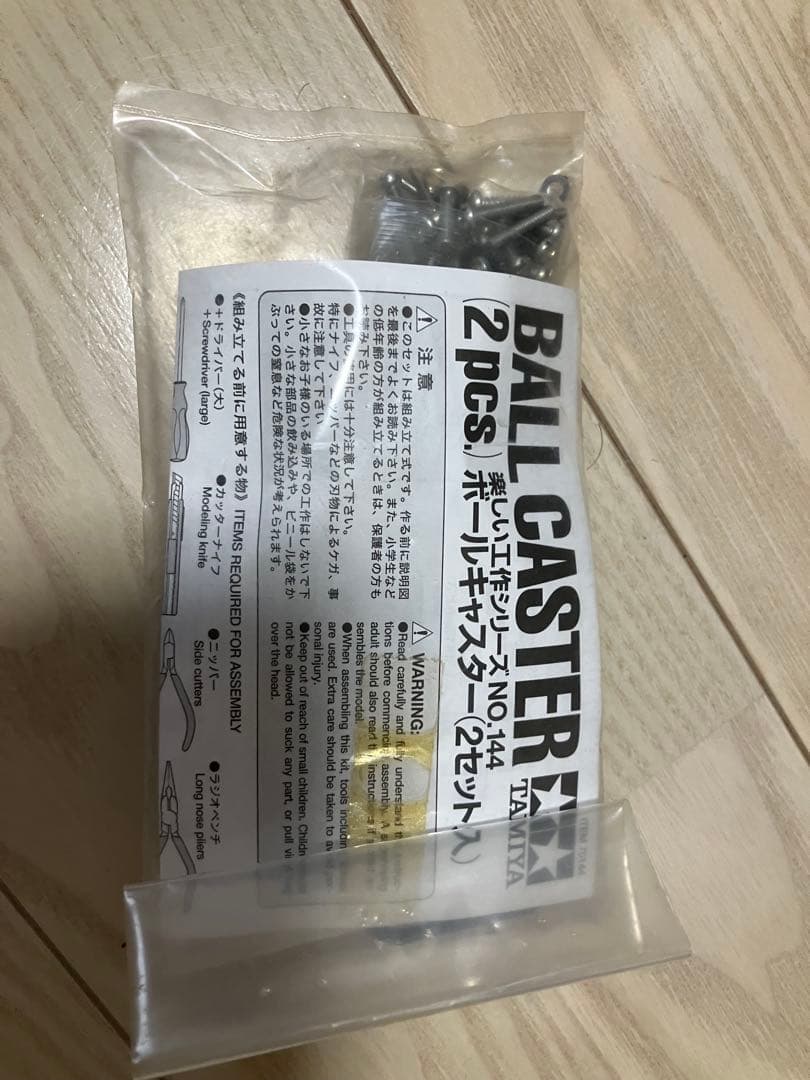 BALL CASTER
(2 pcs.)
楽しい工作シリーズ NO.144
ボールキャスター(2セット入)
ITEM 70144
TAMIYA
注意
●このセットは組み立て式です。作る前に説明図
を最後までよくお読み下さい。また、小学生など
の低年齢の方が組み立てるときは、保護者の方も
お読み下さい。
●工具の使用には十分注意して下さい。
特にナイフ、ニッパーなどの刃物によるケガ、事
故に注意して下さい
●小さなお子様のいる場所での工作はしないで下
さい。小さな部品の飲み込みや、ビニール袋をか
ぶっての窒息など危険な状況が考えられます。
WARNING:
●Read carefully and fully understand the
tions before commencing assembly. A
adult should also read the instructions if
sembles the model.
●When assembling this kit, tools including
are used. Extra care should be taken to av
sonal injury.
●Keep out of reach of small children. Children
not be allowed to suck any part, or pull vi
over the head.
《組み立てる前に用意する物》 ITEMS REQUIRED FOR ASSEMBLY
●+ドライバー(大)
+Screwdriver (large)
●カッターナイフ
Modeling knife
●ニッパー
Side cutters
●ラジオペンチ
Long nose pliers